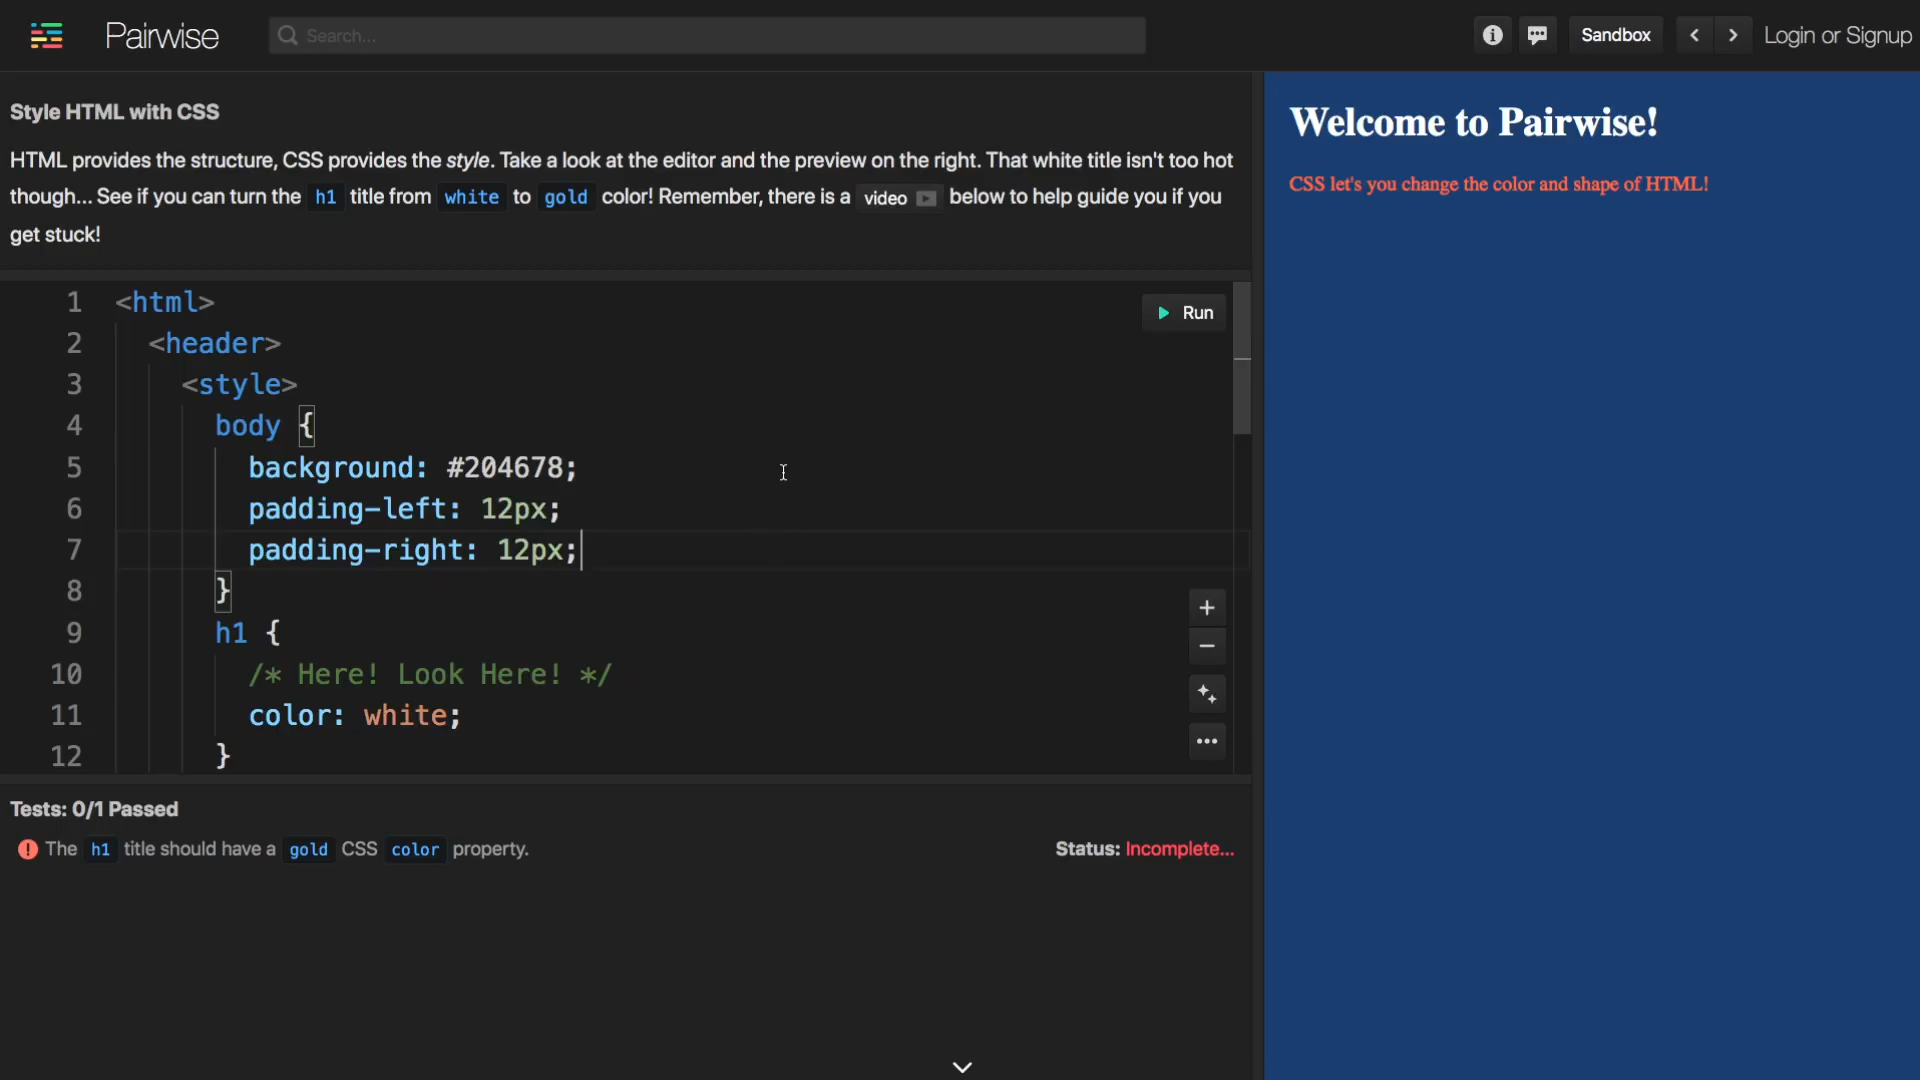 Pairwise
Search...
Sandbox
Login or Signup
Style HTML with CSS
HTML provides the structure, CSS provides the style. Take a look at the editor and the preview on the right. That white title isn't too hot
though... See if you can turn the h1 title from white to gold color! Remember, there is a video below to help guide you if you
get stuck!
1 <html>
2 <header>
3 <style>
4 body {
5 background: #204678;
6 padding-left: 12px;
7 padding-right: 12px;
8 }
9 h1 {
10 /* Here! Look Here! */
11 color: white;
12 }
Run
Tests: 0/1 Passed
The h1 title should have a gold CSS color property.
Status: Incomplete...
Welcome to Pairwise!
CSS let's you change the color and shape of HTML!